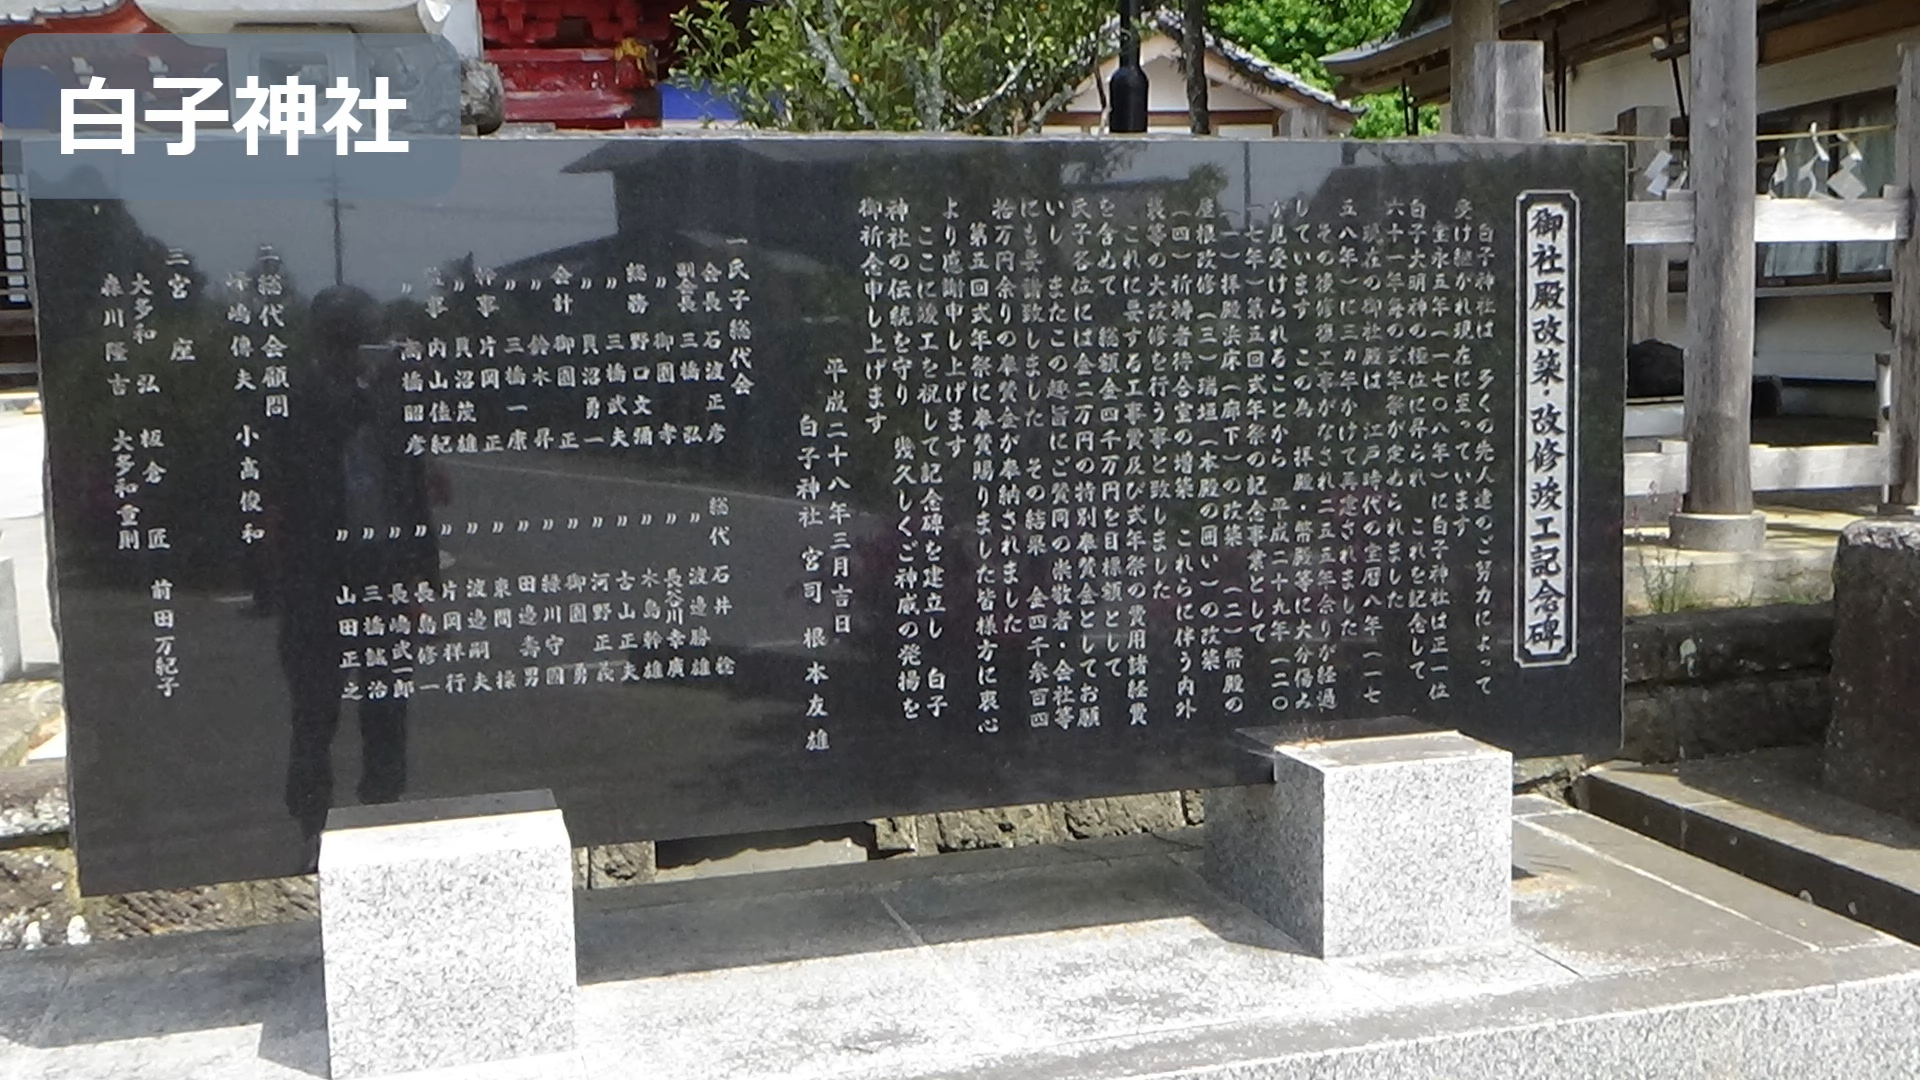 白子神社
御社殿改築・改修竣工記念碑
白子神社は 多くの先人達のご努力によって
受け継がれ現在に至っています
宝永五年(一七〇八年)に白子神社は正一位
白子大明神の極位に昇られ これを記念して
六十一年毎の式年祭が定められました
現在の御社殿は 江戸時代の宝暦八年(一七
五八年)に三ヵ年かけて再建されました
その後修復工事がなされ二五五年余りが経過
しています この為 拝殿・幣殿等に大分傷み
が見受けられることから 平成二十九年(二〇
一七年)第五回式年祭の記念事業として
(一)拝殿浜床(廊下)の改築 (二)幣殿の
屋根改修(三)瑞垣(本殿の囲い)の改築
(四)祈祷者待合室の増築 これらに伴う内外
装等の大改修を行う事と致しました
これに要する工事費及び式年祭の費用諸経費
を含めて 総額金四千万円を目標額として
氏子各位には金二万円の特別奉賛金としてお願
いし またこの趣旨にご賛同の崇敬者・会社等
にも要請致しました その結果 金四千参百四
拾万円余りの奉賛金が奉納されました
第五回式年祭に奉賛賜りました皆様方に衷心
より感謝申し上げます
ここに竣工を祝して記念碑を建立し 白子
神社の伝統を守り 幾久しくご神威の発揚を
御祈念申し上げます
平成二十八年三月吉日
白子神社 宮司 根本友雄
一 氏子総代会
会長 石渡正彦
副会長 三橋弘
〃 御園孝
総務 野口文彌
〃 三橋武夫
〃 貝沼勇一
会計 御園正
〃 鈴木昇
〃 三橋一康
幹事 片岡正
〃 貝沼茂雄
監事 内山佳紀
〃 高橋昭彦
総代 石井稔
〃 渡邉勝雄
〃 長谷川幸廣
〃 木島幹雄
〃 古山正夫
〃 河野正義
〃 御園勇
〃 緑川守國
〃 田邉壽男
〃 東間操
〃 渡邉嗣夫
〃 片岡祥行
〃 長島修一
〃 長嶋武一郎
〃 三橋誠治
〃 山田正之
二 総代会顧問
嶋傳夫 小高俊和
三 宮座
大多和弘 板倉匠 前田万紀子
森川隆吉 大多和重則